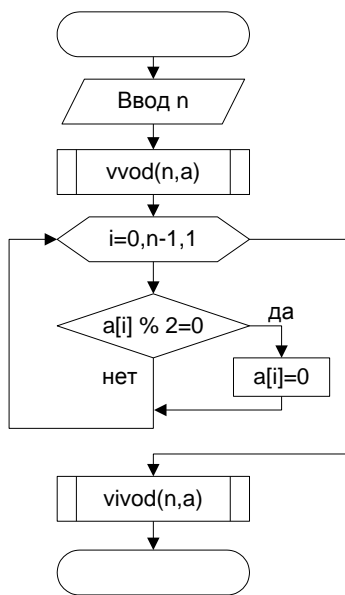 Ввод n
vvod(n,a)
i=0,n-1,1
a[i] % 2=0
да
нет
a[i]=0
vivod(n,a)